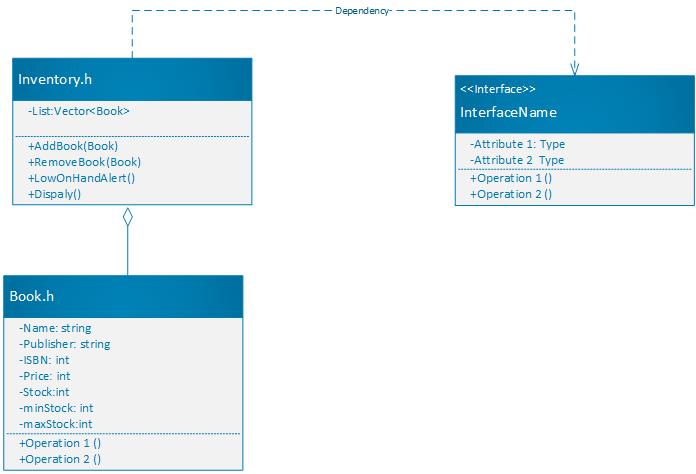 Dependency
Inventory.h
-List:Vector<Book>
+AddBook(Book)
+RemoveBook(Book)
+LowOnHandAlert()
+Dispaly()
<<Interface>>
InterfaceName
-Attribute 1: Type
-Attribute 2 Type
+Operation 1 ()
+Operation 2 ()
Book.h
-Name: string
-Publisher: string
-ISBN: int
-Price: int
-Stock:int
-minStock: int
-maxStock:int
+Operation 1 ()
+Operation 2 ()